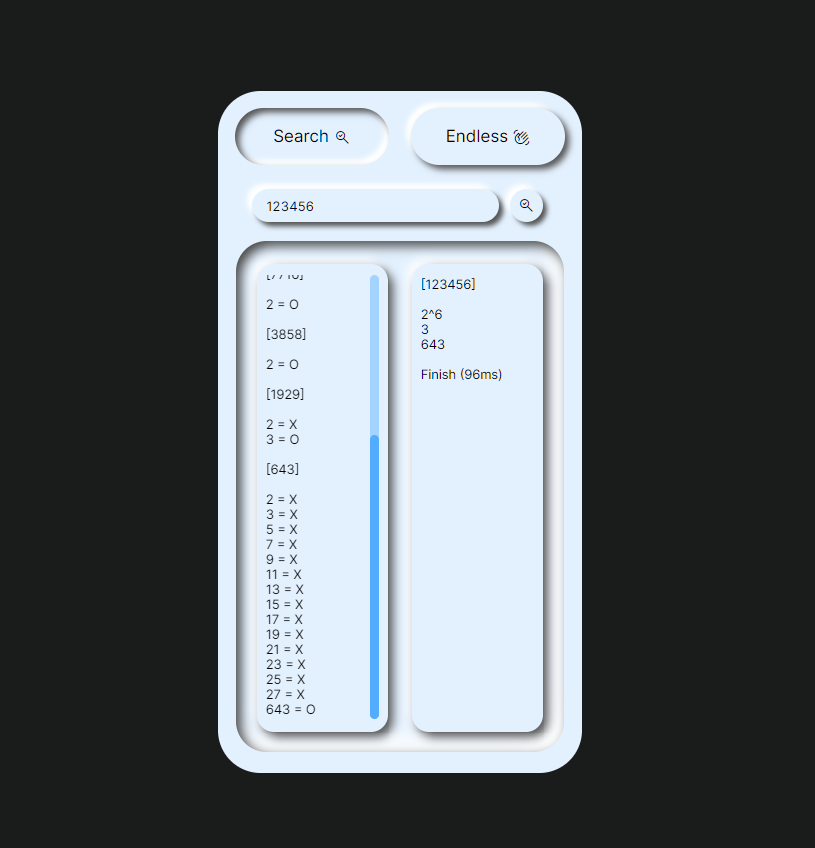 Search
Endless
123456
2 = O
[3858]
2 = O
[1929]
2 = X
3 = O
[643]
2 = X
3 = X
5 = X
7 = X
9 = X
11 = X
13 = X
15 = X
17 = X
19 = X
21 = X
23 = X
25 = X
27 = X
643 = O
[123456]
2^6
3
643
Finish (96ms)